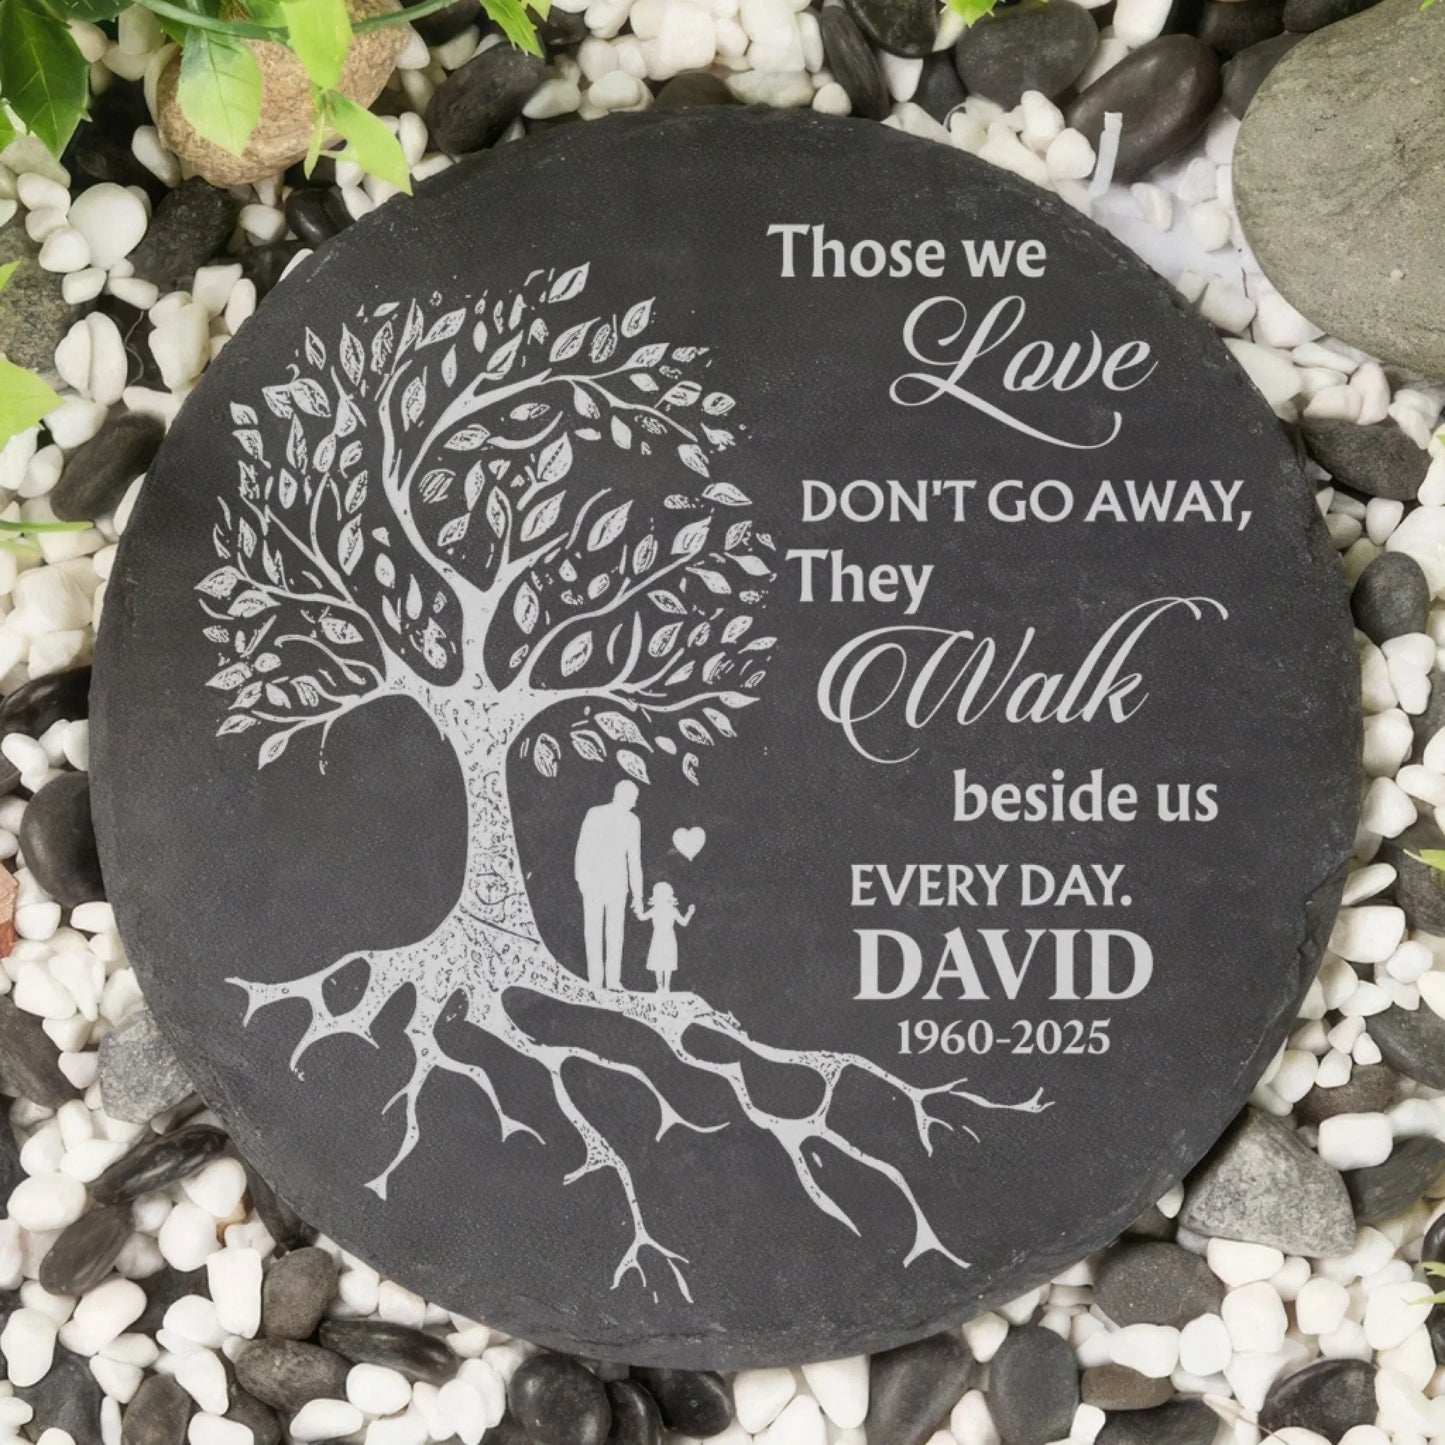 Those we
Love
DON'T GO AWAY,
They
Walk
beside us
EVERY DAY.
DAVID
1960-2025